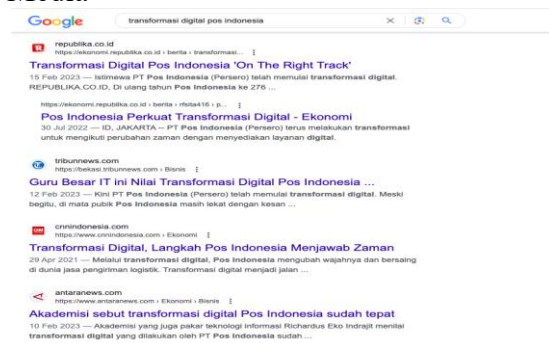 Google
transformasi digital pos indonesia
republika.co.id
https://ekonomi.republika.co.id › berita › transformasi...
Transformasi Digital Pos Indonesia 'On The Right Track'
15 Feb 2023 — Istimewa PT Pos Indonesia (Persero) telah memulai transformasi digital.
REPUBLIKA.CO.ID, Di ulang tahun Pos Indonesia ke 276 ...
https://ekonomi.republika.co.id › berita › rfsta416 › p...
Pos Indonesia Perkuat Transformasi Digital - Ekonomi
30 Jul 2022 — ID, JAKARTA -- PT Pos Indonesia (Persero) terus melakukan transformasi
untuk mengikuti perubahan zaman dengan menyediakan layanan digital.
tribunnews.com
https://bekasi.tribunnews.com › Bisnis
Guru Besar IT ini Nilai Transformasi Digital Pos Indonesia ...
12 Feb 2023 — Kini PT Pos Indonesia (Persero) telah memulai transformasi digital. Meski
begitu, di mata pubik Pos Indonesia masih lekat dengan kesan ...
cnnindonesia.com
https://www.cnnindonesia.com › Ekonomi
Transformasi Digital, Langkah Pos Indonesia Menjawab Zaman
29 Apr 2021 — Melalui transformasi digital, Pos Indonesia mengubah wajahnya dan bersaing
di dunia jasa pengiriman logistik. Transformasi digital menjadi jalan ...
antaranews.com
https://www.antaranews.com › Ekonomi › Bisnis
Akademisi sebut transformasi digital Pos Indonesia sudah tepat
10 Feb 2023 — Akademisi yang juga pakar teknologi informasi Richardus Eko Indrajit menilai
transformasi digital yang dilakukan oleh PT Pos Indonesia sudah ...